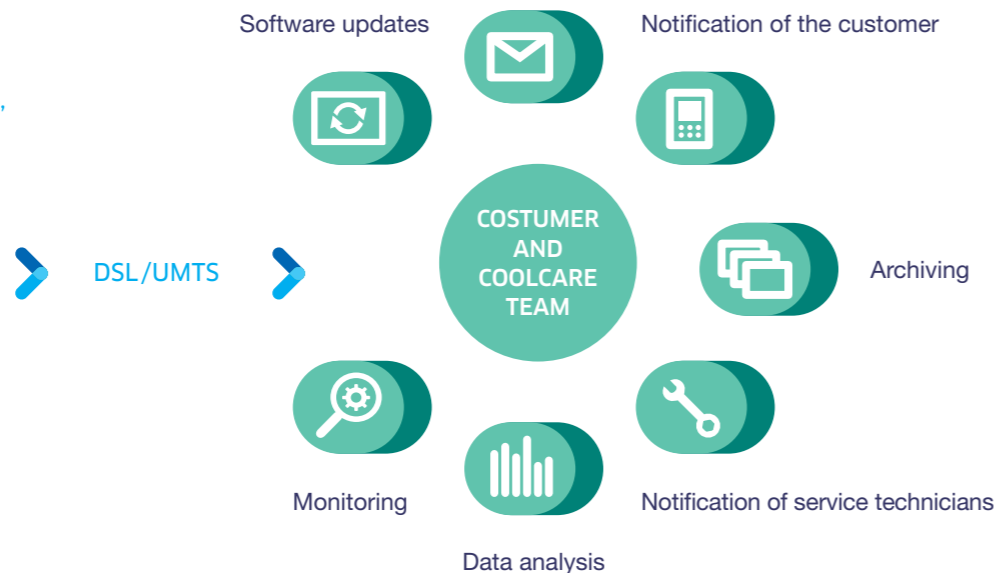 Software updates
Notification of the customer
,
DSL/UMTS
COSTUMER
AND
COOLCARE
TEAM
Archiving
Monitoring
Notification of service technicians
Data analysis